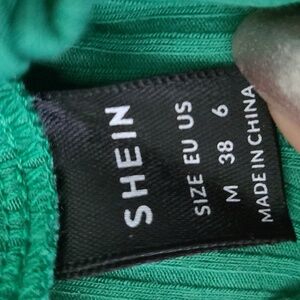 SHEIN
SIZE EU US
M 38 6
MADE IN CHINA